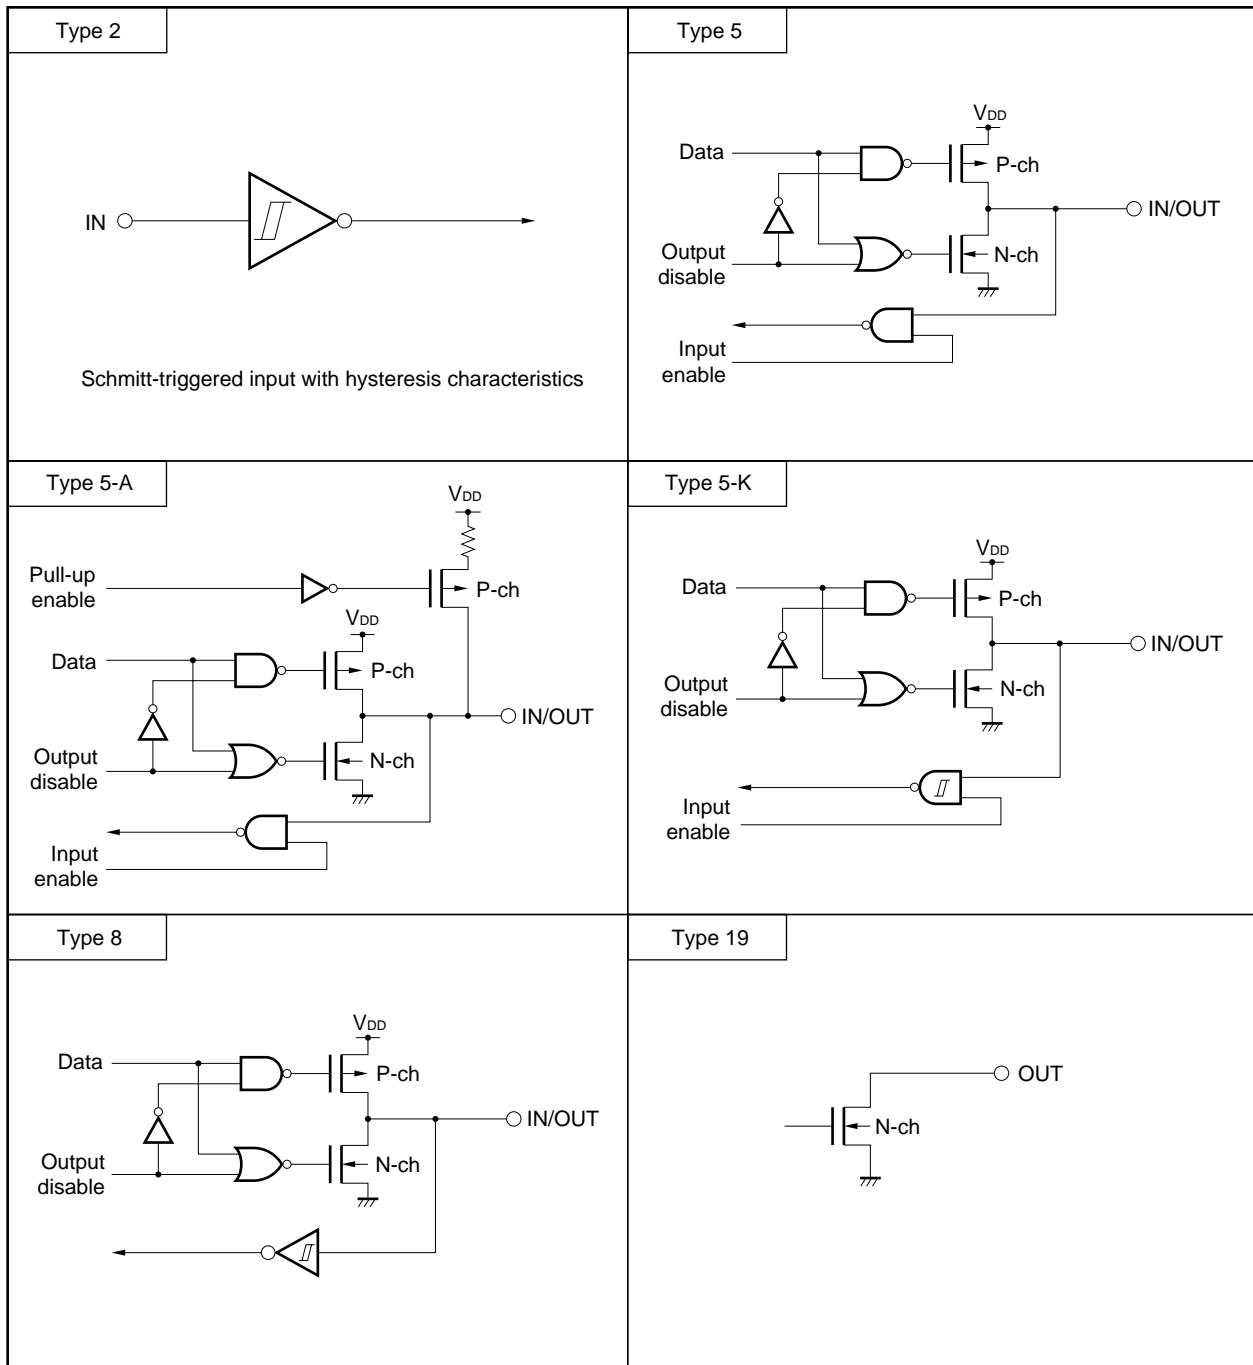 Type 2
IN
Schmitt-triggered input with hysteresis characteristics
Type 5
VDD
Data
P-ch
IN/OUT
Output
disable
N-ch
Input
enable
Type 5-A
VDD
Pull-up
enable
P-ch
VDD
Data
P-ch
IN/OUT
Output
disable
N-ch
Input
enable
Type 5-K
VDD
Data
P-ch
IN/OUT
Output
disable
N-ch
Input
enable
Type 8
VDD
Data
P-ch
IN/OUT
Output
disable
N-ch
Type 19
OUT
N-ch